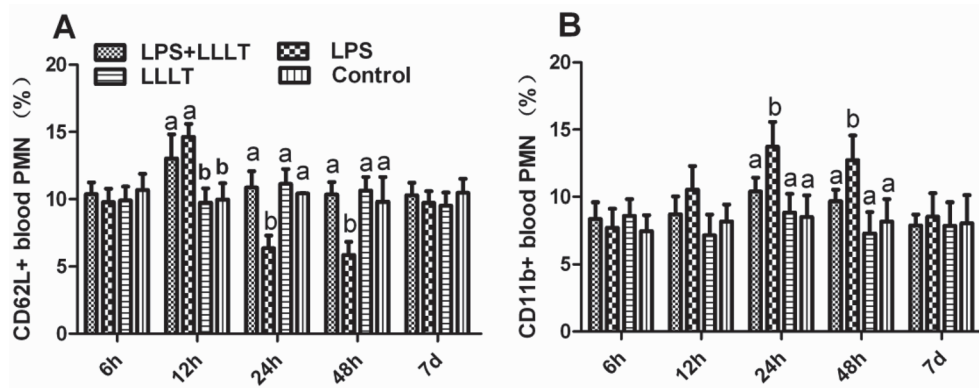 A
LPS+LLLT LPS
LLLT Control
CD62L+ blood PMN (%)
20
15
10
5
0
a a b b
a b a a
a b a a
6h 12h 24h 48h 7d
B
CD11b+ blood PMN (%)
20
15
10
5
0
a b a a
a b a a
6h 12h 24h 48h 7d